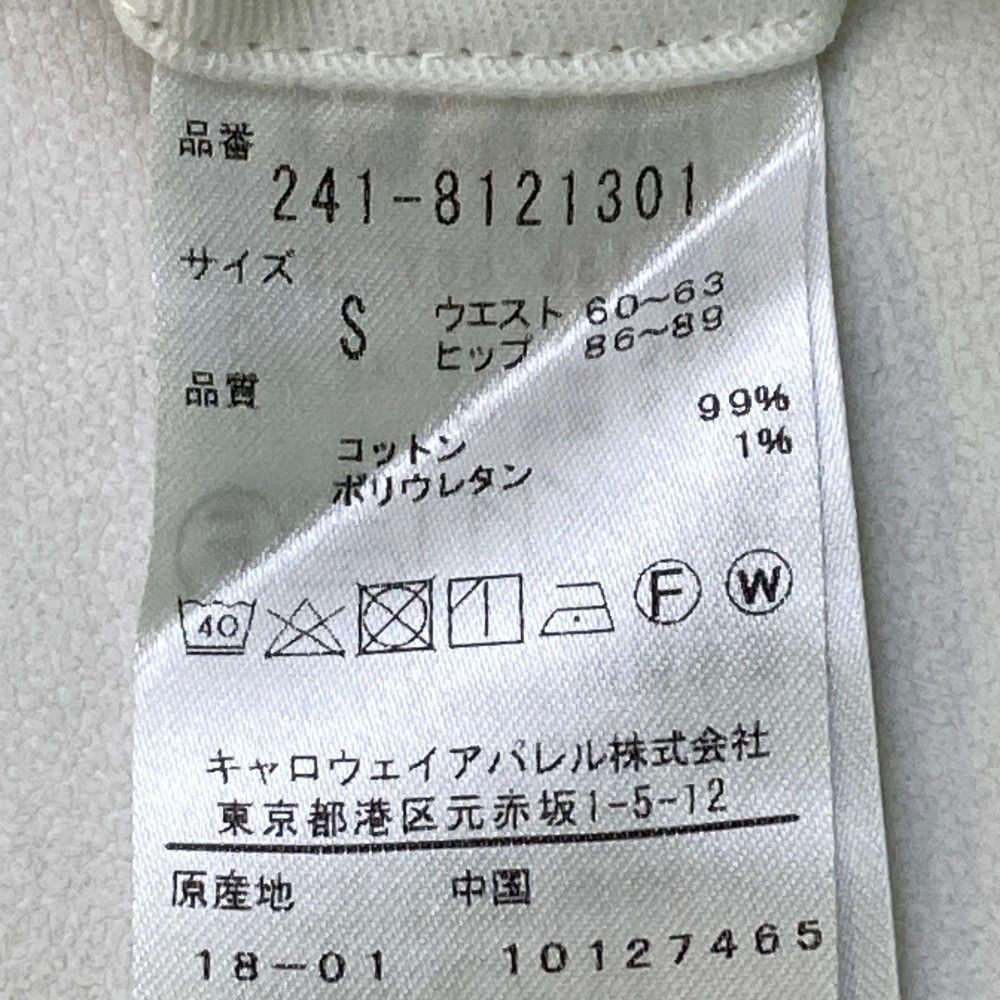 品番
241-8121301
サイズ
S ウエスト 60～63
ヒップ 86～89
品質
99%
コットン 1%
ポリウレタン
40 F W
キャロウェイアパレル株式会社
東京都港区元赤坂1-5-12
原産地 中国
18-01 10127465